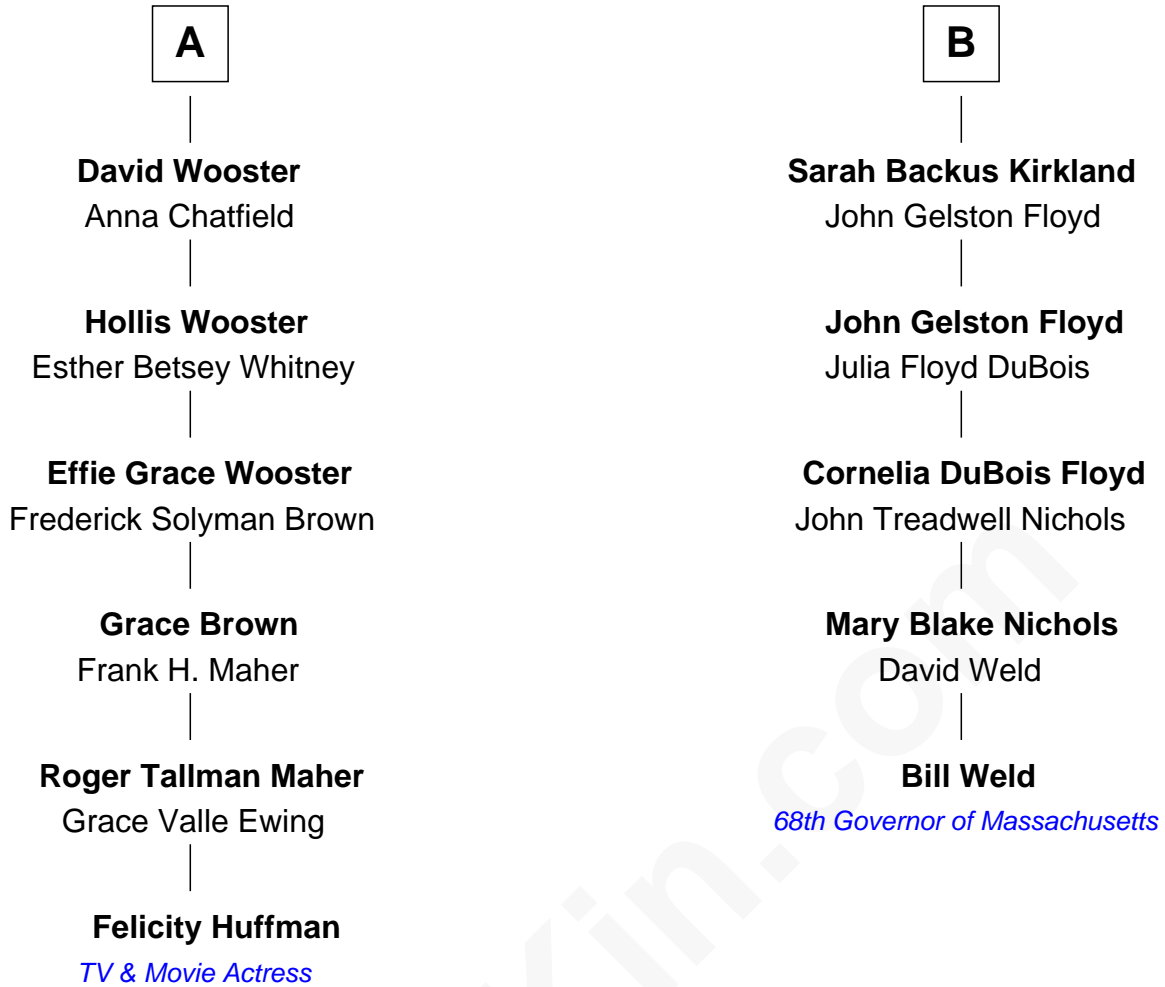 A
David Wooster
Anna Chatfield
Hollis Wooster
Esther Betsey Whitney
Effie Grace Wooster
Frederick Solyman Brown
Grace Brown
Frank H. Maher
Roger Tallman Maher
Grace Valle Ewing
Felicity Huffman
TV & Movie Actress
B
Sarah Backus Kirkland
John Gelston Floyd
John Gelston Floyd
Julia Floyd DuBois
Cornelia DuBois Floyd
John Treadwell Nichols
Mary Blake Nichols
David Weld
Bill Weld
68th Governor of Massachusetts
Kin.com